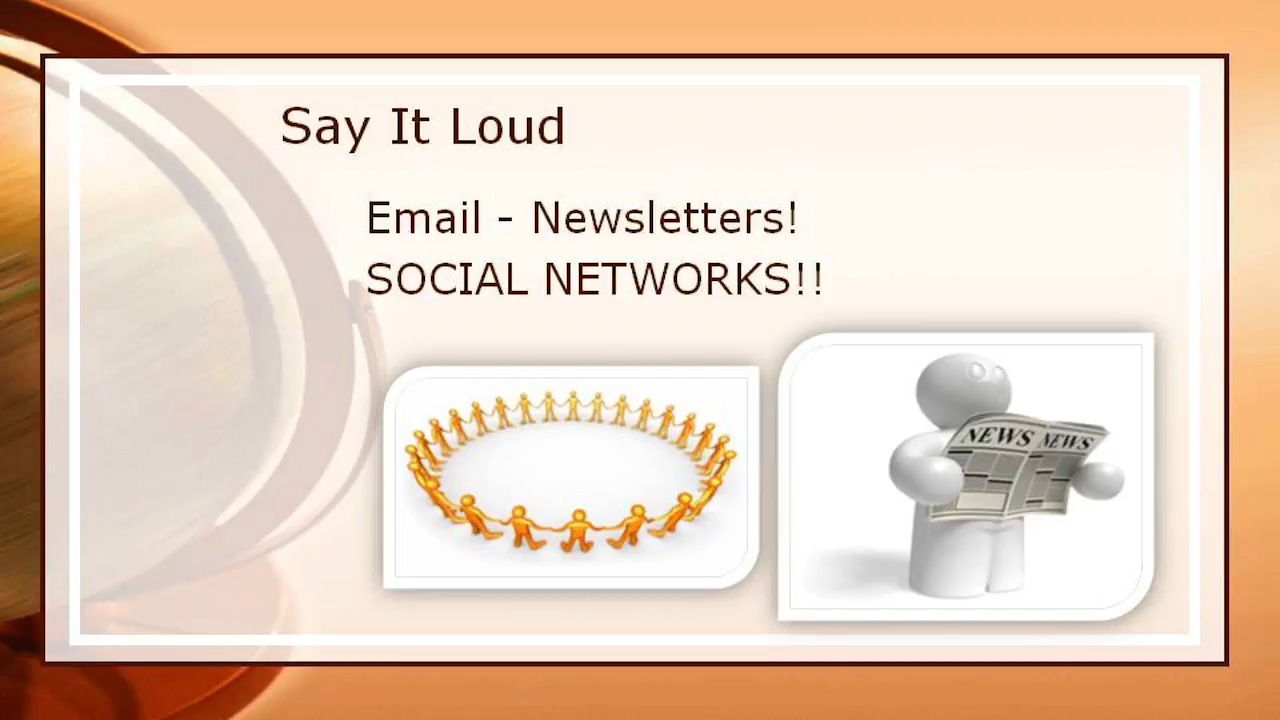 Say It Loud
Email - Newsletters!
SOCIAL NETWORKS!!
NEWS NEWS